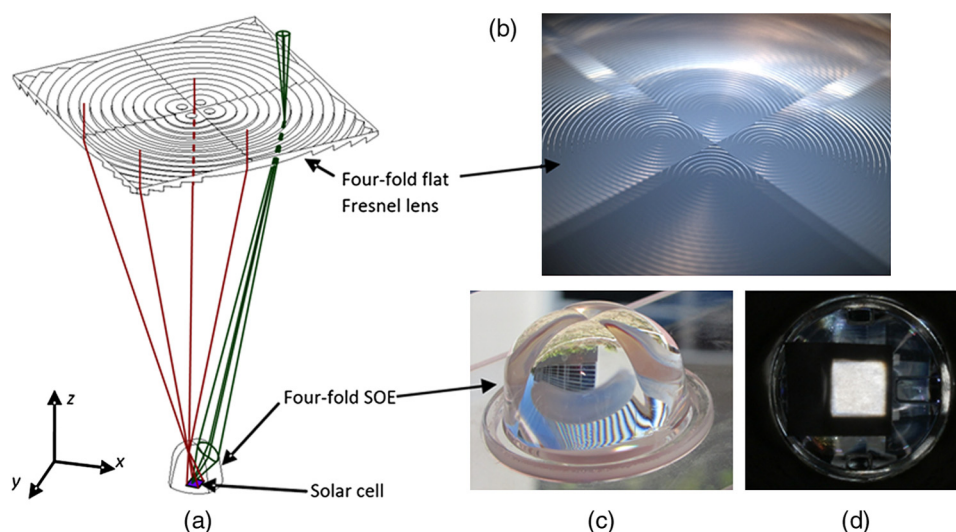 (b)
Four-fold flat
Fresnel lens
Four-fold SOE
z
x
y
Solar cell
(a)
(c)
(d)